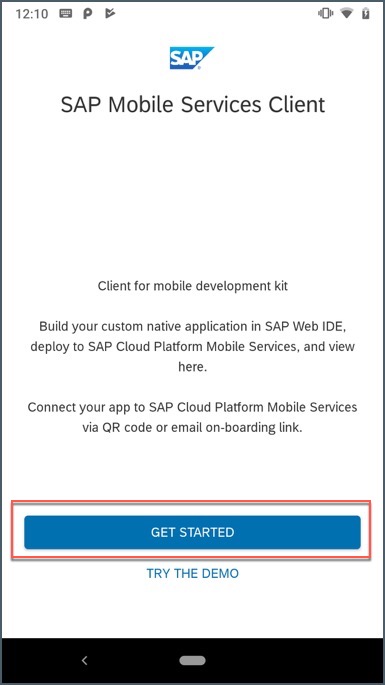 12:10
SAP
SAP Mobile Services Client
Client for mobile development kit
Build your custom native application in SAP Web IDE,
deploy to SAP Cloud Platform Mobile Services, and view
here.
Connect your app to SAP Cloud Platform Mobile Services
via QR code or email on-boarding link.
GET STARTED
TRY THE DEMO